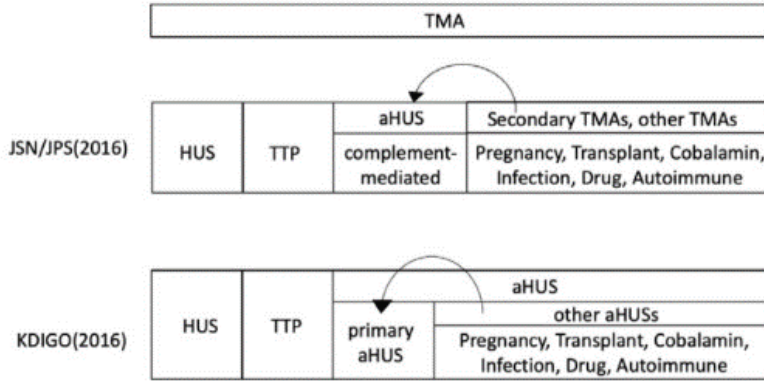 TMA
JSN/JPS(2016)
HUS
TTP
aHUS
complement-
mediated
Secondary TMAs, other TMAs
Pregnancy, Transplant, Cobalamin,
Infection, Drug, Autoimmune
KDIGO(2016)
HUS
TTP
aHUS
primary
aHUS
other aHUSs
Pregnancy, Transplant, Cobalamin,
Infection, Drug, Autoimmune